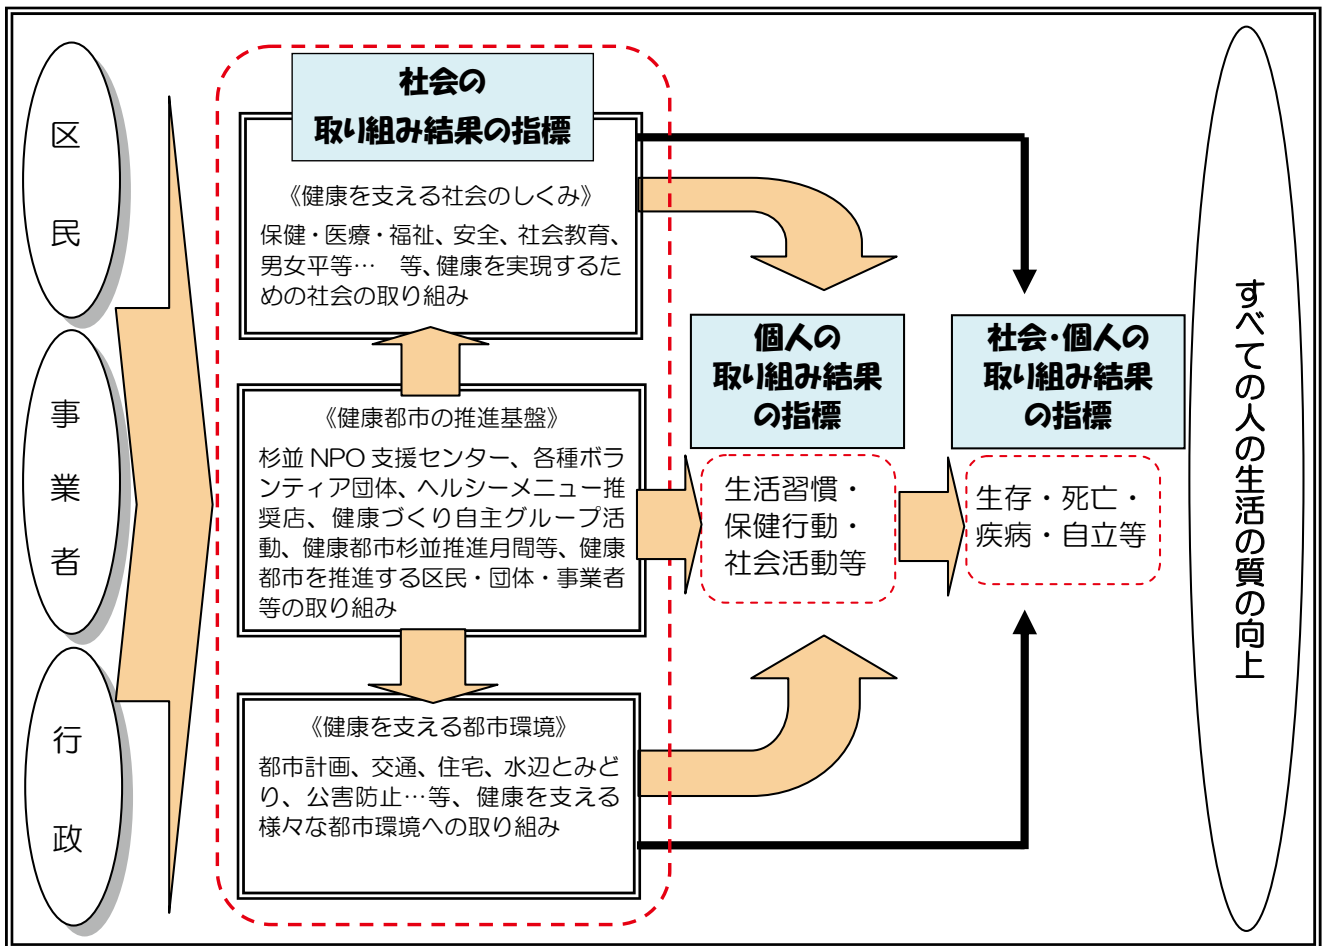 区民
事業者
行政
社会の
取り組み結果の指標
《健康を支える社会のしくみ》
保健・医療・福祉、安全、社会教育、
男女平等…　等、健康を実現するた
めの社会の取り組み
《健康都市の推進基盤》
杉並 NPO 支援センター、各種ボラ
ンティア団体、ヘルシーメニュー推
奨店、健康づくり自主グループ活
動、健康都市杉並推進月間等、健康
都市を推進する区民・団体・事業者
等の取り組み
《健康を支える都市環境》
都市計画、交通、住宅、水辺とみど
り、公害防止…等、健康を支える
様々な都市環境への取り組み
個人の
取り組み結果
の指標
生活習慣・
保健行動・
社会活動等
社会・個人の
取り組み結果
の指標
生存・死亡・
疾病・自立等
すべての人の生活の質の向上